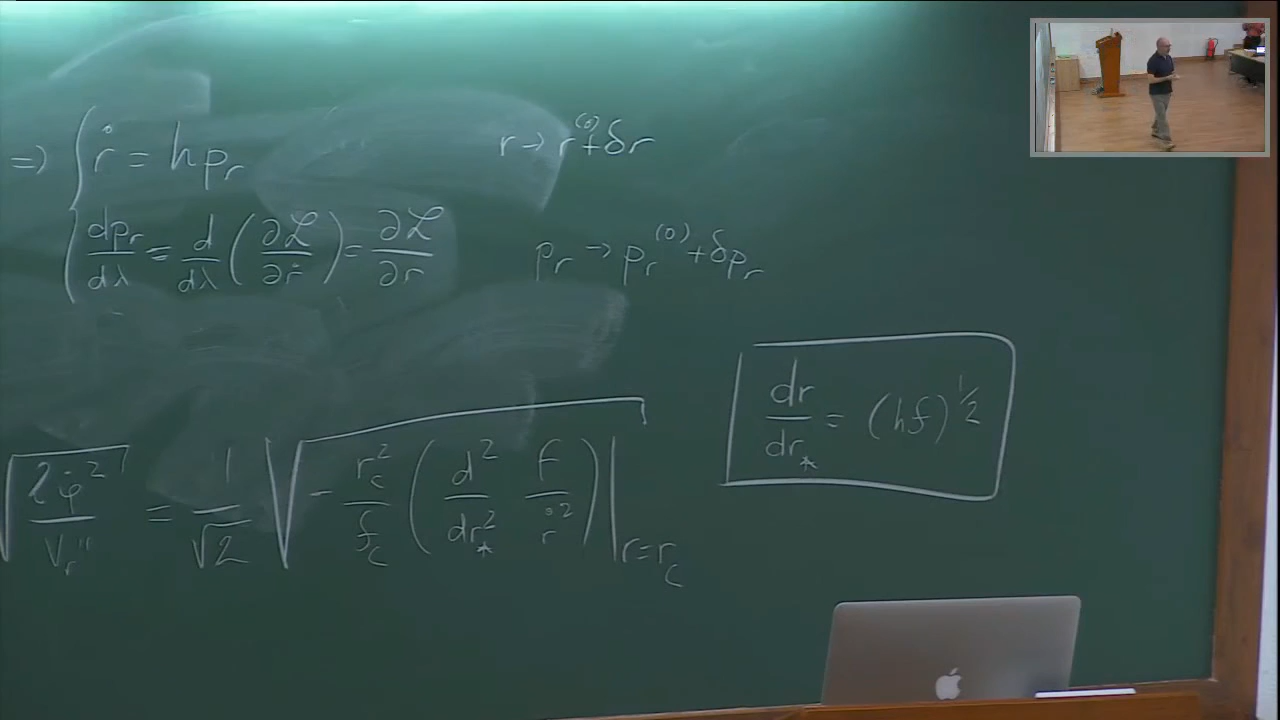 => { ṙ = h p_r
r → r^(0) + δr
dp_r/dλ = d/dλ (∂ℒ/∂ṙ) = ∂ℒ/∂r
p_r → p_r^(0) + δp_r
dr/dr_* = (hf)^1/2
√(2φ̇²/V_r'') = 1/√2 √(- r_c²/f_c (d²/dr_*² f/r²))|_{r=r_c}